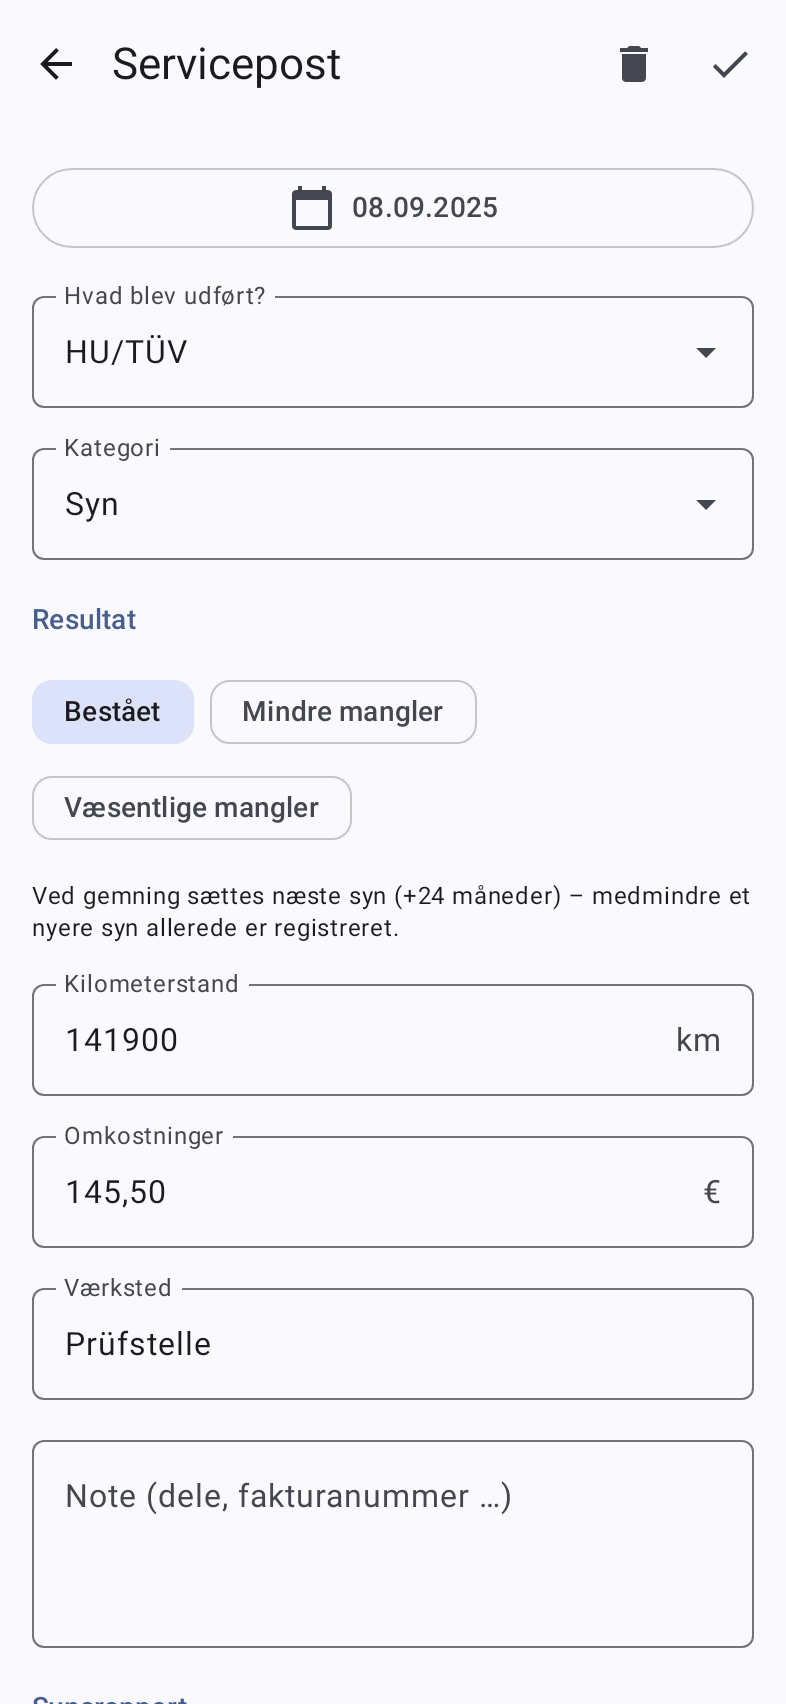 Servicepost
08.09.2025
Hvad blev udført?
HU/TÜV
Kategori
Syn
Resultat
Bestået
Mindre mangler
Væsentlige mangler
Ved gemning sættes næste syn (+24 måneder) – medmindre et
nyere syn allerede er registreret.
Kilometerstand
141900 km
Omkostninger
145,50 €
Værksted
Prüfstelle
Note (dele, fakturanummer …)